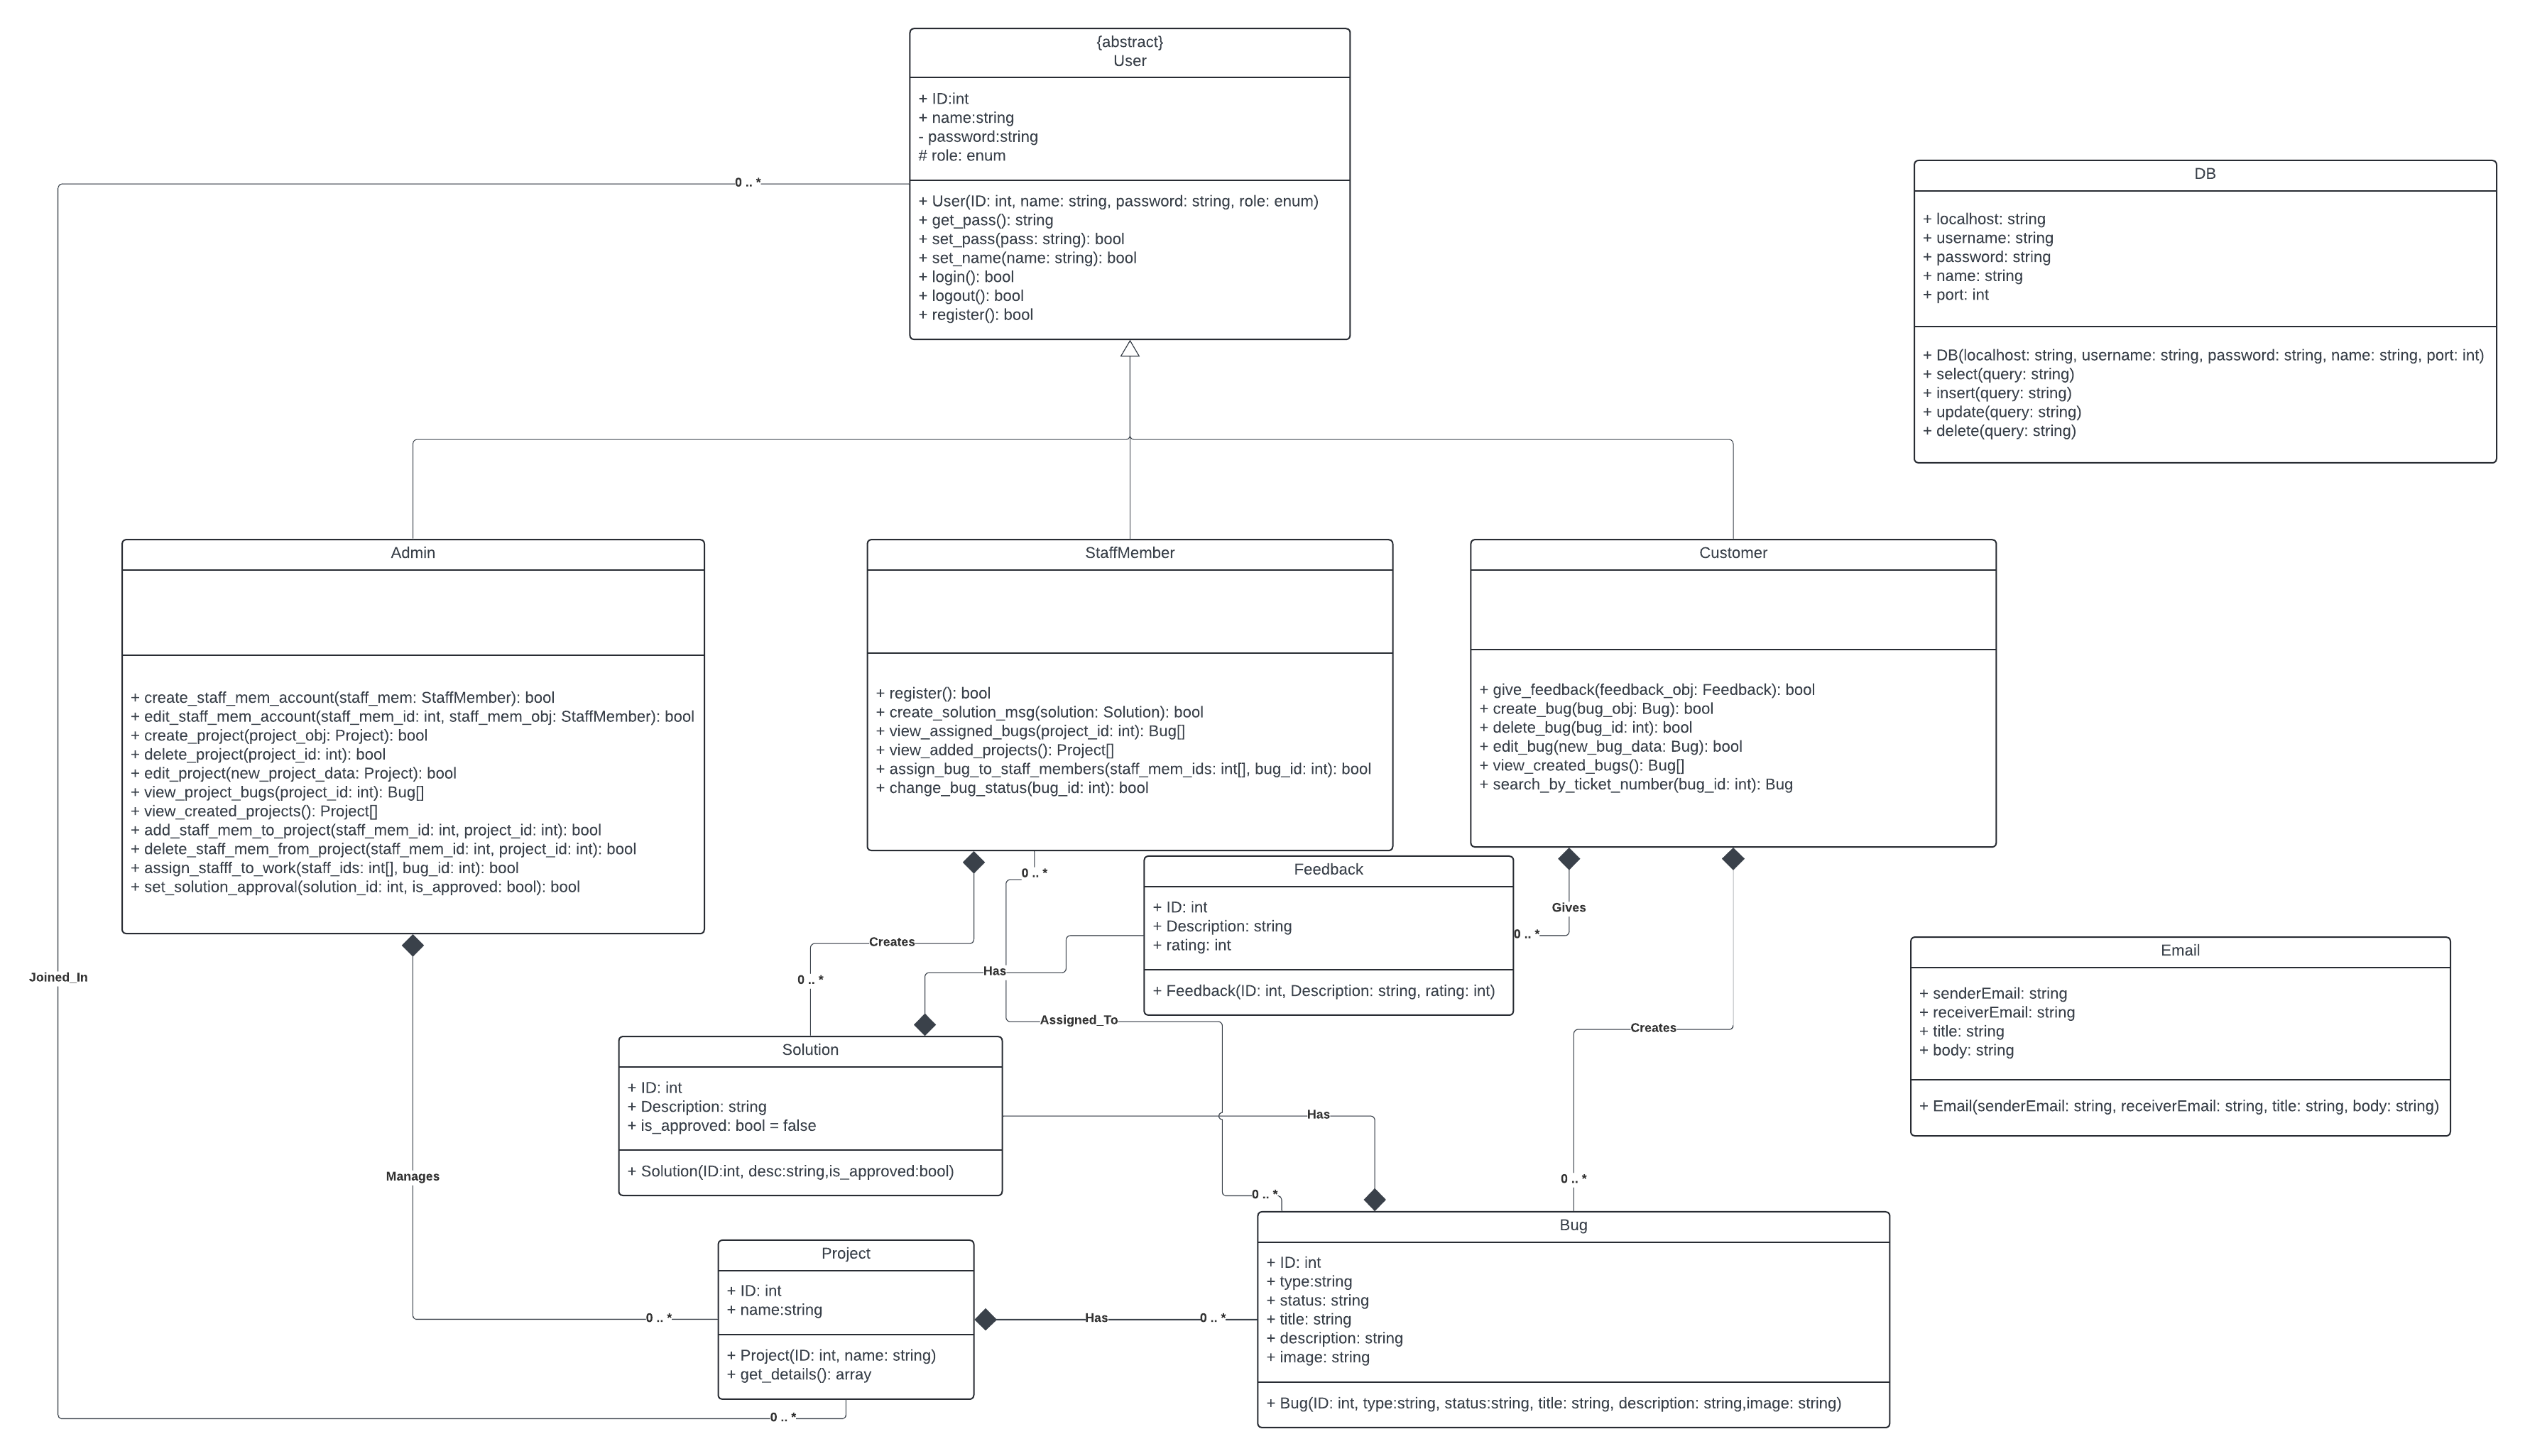 {abstract}
User
+ ID:int
+ name:string
- password:string
# role: enum
+ User(ID: int, name: string, password: string, role: enum)
+ get_pass(): string
+ set_pass(pass: string): bool
+ set_name(name: string): bool
+ login(): bool
+ logout(): bool
+ register(): bool
0 .. *
DB
+ localhost: string
+ username: string
+ password: string
+ name: string
+ port: int
+ DB(localhost: string, username: string, password: string, name: string, port: int)
+ select(query: string)
+ insert(query: string)
+ update(query: string)
+ delete(query: string)
Admin
+ create_staff_mem_account(staff_mem: StaffMember): bool
+ edit_staff_mem_account(staff_mem_id: int, staff_mem_obj: StaffMember): bool
+ create_project(project_obj: Project): bool
+ delete_project(project_id: int): bool
+ edit_project(new_project_data: Project): bool
+ view_project_bugs(project_id: int): Bug[]
+ view_created_projects(): Project[]
+ add_staff_mem_to_project(staff_mem_id: int, project_id: int): bool
+ delete_staff_mem_from_project(staff_mem_id: int, project_id: int): bool
+ assign_stafff_to_work(staff_ids: int[], bug_id: int): bool
+ set_solution_approval(solution_id: int, is_approved: bool): bool
StaffMember
+ register(): bool
+ create_solution_msg(solution: Solution): bool
+ view_assigned_bugs(project_id: int): Bug[]
+ view_added_projects(): Project[]
+ assign_bug_to_staff_members(staff_mem_ids: int[], bug_id: int): bool
+ change_bug_status(bug_id: int): bool
Customer
+ give_feedback(feedback_obj: Feedback): bool
+ create_bug(bug_obj: Bug): bool
+ delete_bug(bug_id: int): bool
+ edit_bug(new_bug_data: Bug): bool
+ view_created_bugs(): Bug[]
+ search_by_ticket_number(bug_id: int): Bug
0 .. *
Feedback
+ ID: int
+ Description: string
+ rating: int
+ Feedback(ID: int, Description: string, rating: int)
Gives
0 .. *
Creates
0 .. *
Has
Assigned_To
Joined_In
Email
+ senderEmail: string
+ receiverEmail: string
+ title: string
+ body: string
+ Email(senderEmail: string, receiverEmail: string, title: string, body: string)
Creates
0 .. *
Solution
+ ID: int
+ Description: string
+ is_approved: bool = false
+ Solution(ID:int, desc:string,is_approved:bool)
Has
0 .. *
Manages
0 .. *
Project
+ ID: int
+ name:string
+ Project(ID: int, name: string)
+ get_details(): array
Has
0 .. *
Bug
+ ID: int
+ type:string
+ status: string
+ title: string
+ description: string
+ image: string
+ Bug(ID: int, type:string, status:string, title: string, description: string,image: string)
0 .. *